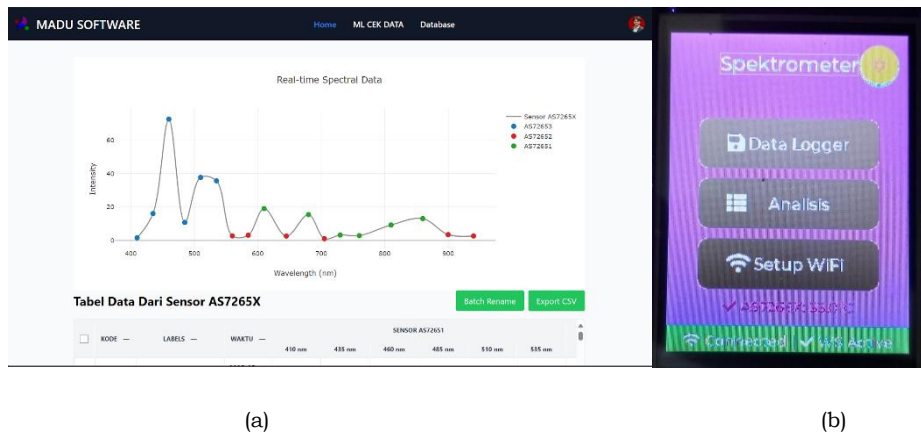 MADU SOFTWARE
Home ML CEK DATA Database
Real-time Spectral Data
Sensor AS7265X
AS72653
AS72652
AS72651
60
40
20
0
Intensity
400 500 600 700 800 900
Wavelength (nm)
Tabel Data Dari Sensor AS7265X
Batch Rename Export CSV
SENSOR AS72651
KODE — LABELS — WAKTU —
410 nm 435 nm 460 nm 485 nm 510 nm 535 nm
Spektrometer
Data Logger
Analisis
Setup WiFi
Connected | ✓ WS Active
(a) (b)